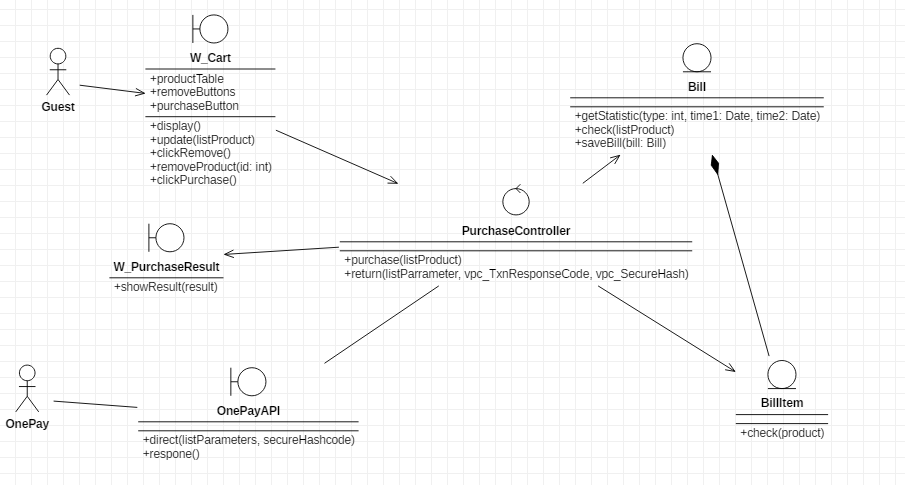 W_Cart
+productTable
+removeButtons
+purchaseButton
+display()
+update(listProduct)
+clickRemove()
+removeProduct(id: int)
+clickPurchase()
Guest
Bill
+getStatistic(type: int, time1: Date, time2: Date)
+check(listProduct)
+saveBill(bill: Bill)
PurchaseController
+purchase(listProduct)
+return(listParrameter, vpc_TxnResponseCode, vpc_SecureHash)
W_PurchaseResult
+showResult(result)
OnePay
OnePayAPI
+direct(listParameters, secureHashcode)
+respone()
BillItem
+check(product)